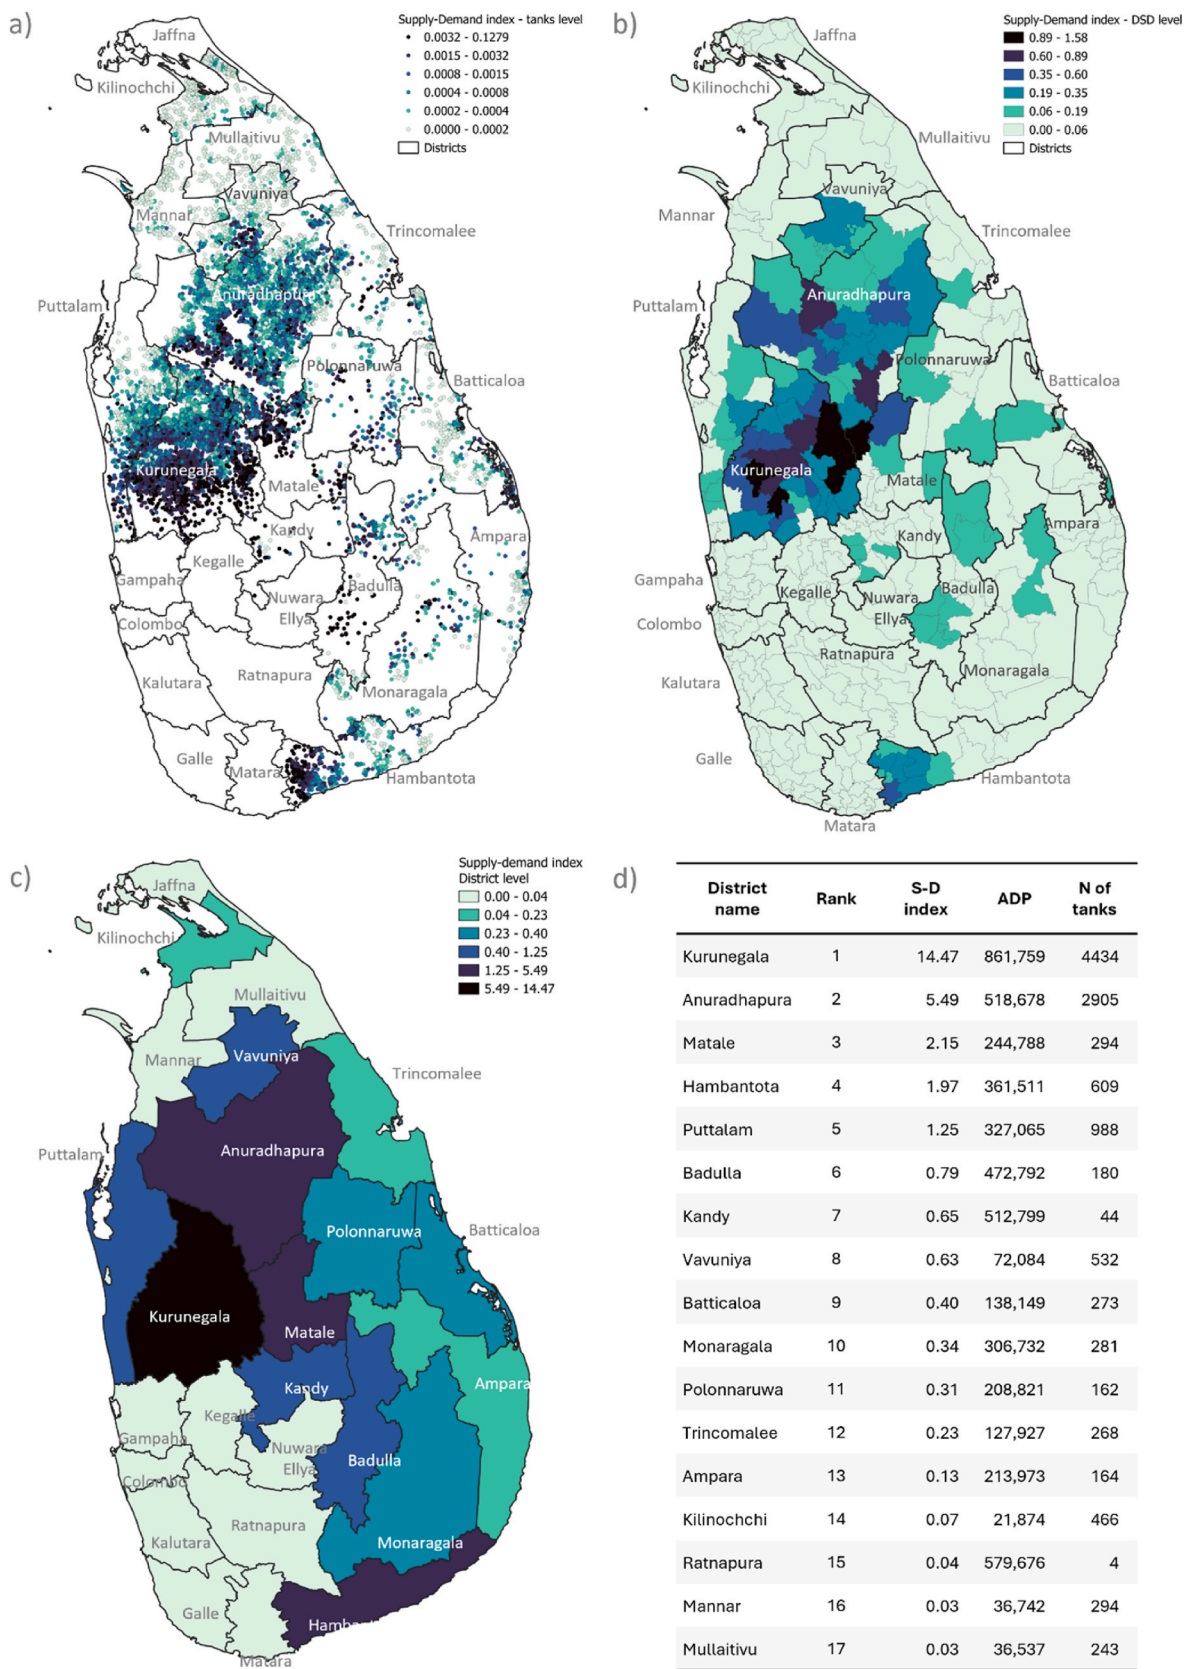 a)
Supply-Demand index - tanks level
0.0032 - 0.1279
0.0015 - 0.0032
0.0008 - 0.0015
0.0004 - 0.0008
0.0002 - 0.0004
0.0000 - 0.0002
Districts
Jaffna
Kilinochchi
Mullaitivu
Vavuniya
Mannar
Trincomalee
Puttalam
Anuradhapura
Polonnaruwa
Batticaloa
Kurunegala
Matale
Kandy
Ampara
Kegalle
Gampaha
Nuwara
Ellya
Badulla
Colombo
Ratnapura
Kalutara
Monaragala
Galle
Matara
Hambantota
b)
Supply-Demand index - DSD level
0.89 - 1.58
0.60 - 0.89
0.35 - 0.60
0.19 - 0.35
0.06 - 0.19
0.00 - 0.06
Districts
Jaffna
Kilinochchi
Mullaitivu
Vavuniya
Mannar
Trincomalee
Puttalam
Anuradhapura
Polonnaruwa
Batticaloa
Kurunegala
Matale
Ampara
Kandy
Gampaha
Kegalle
Nuwara
Ellya
Badulla
Colombo
Ratnapura
Monaragala
Kalutara
Galle
Hambantota
Matara
c)
Supply-demand index
District level
0.00 - 0.04
0.04 - 0.23
0.23 - 0.40
0.40 - 1.25
1.25 - 5.49
5.49 - 14.47
Jaffna
Kilinochchi
Mullaitivu
Vavuniya
Mannar
Trincomalee
Puttalam
Anuradhapura
Polonnaruwa
Batticaloa
Kurunegala
Matale
Kandy
Ampara
Kegalle
Gampaha
Nuwara
Ellya
Badulla
Colombo
Ratnapura
Kalutara
Monaragala
Galle
Matara
d)
District name Rank S-D index ADP N of tanks
Kurunegala 1 14.47 861,759 4434
Anuradhapura 2 5.49 518,678 2905
Matale 3 2.15 244,788 294
Hambantota 4 1.97 361,511 609
Puttalam 5 1.25 327,065 988
Badulla 6 0.79 472,792 180
Kandy 7 0.65 512,799 44
Vavuniya 8 0.63 72,084 532
Batticaloa 9 0.40 138,149 273
Monaragala 10 0.34 306,732 281
Polonnaruwa 11 0.31 208,821 162
Trincomalee 12 0.23 127,927 268
Ampara 13 0.13 213,973 164
Kilinochchi 14 0.07 21,874 466
Ratnapura 15 0.04 579,676 4
Mannar 16 0.03 36,742 294
Mullaitivu 17 0.03 36,537 243